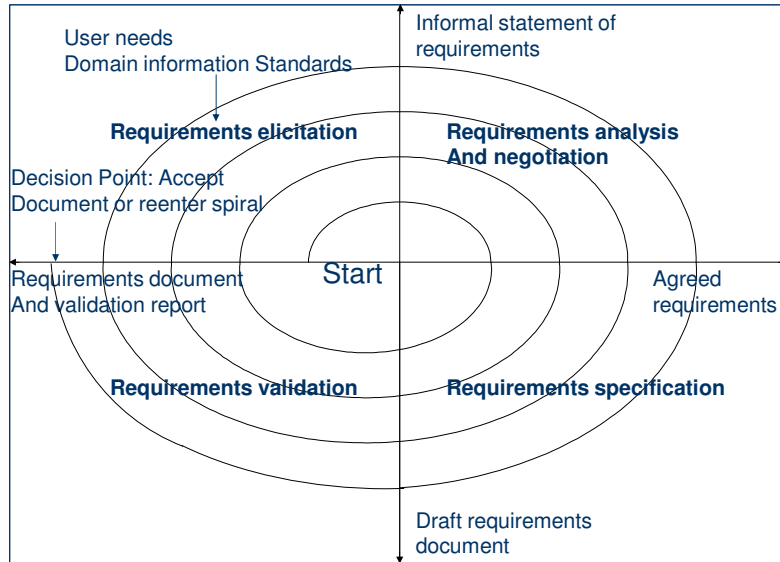 User needs
Domain information Standards
Informal statement of
requirements
Requirements elicitation
Requirements analysis
And negotiation
Decision Point: Accept
Document or reenter spiral
Start
Requirements document
And validation report
Agreed
requirements
Requirements validation
Requirements specification
Draft requirements
document